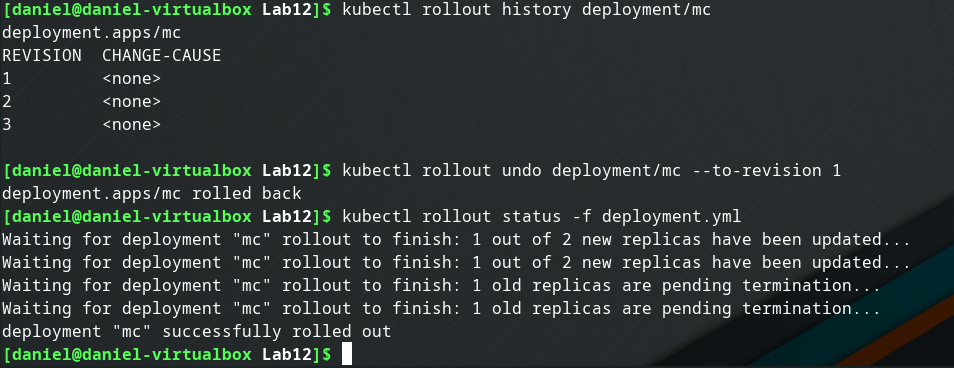 [daniel@daniel-virtualbox Lab12]$ kubectl rollout history deployment/mc
deployment.apps/mc
REVISION  CHANGE-CAUSE
1         <none>
2         <none>
3         <none>

[daniel@daniel-virtualbox Lab12]$ kubectl rollout undo deployment/mc --to-revision 1
deployment.apps/mc rolled back
[daniel@daniel-virtualbox Lab12]$ kubectl rollout status -f deployment.yml
Waiting for deployment "mc" rollout to finish: 1 out of 2 new replicas have been updated...
Waiting for deployment "mc" rollout to finish: 1 out of 2 new replicas have been updated...
Waiting for deployment "mc" rollout to finish: 1 old replicas are pending termination...
Waiting for deployment "mc" rollout to finish: 1 old replicas are pending termination...
deployment "mc" successfully rolled out
[daniel@daniel-virtualbox Lab12]$